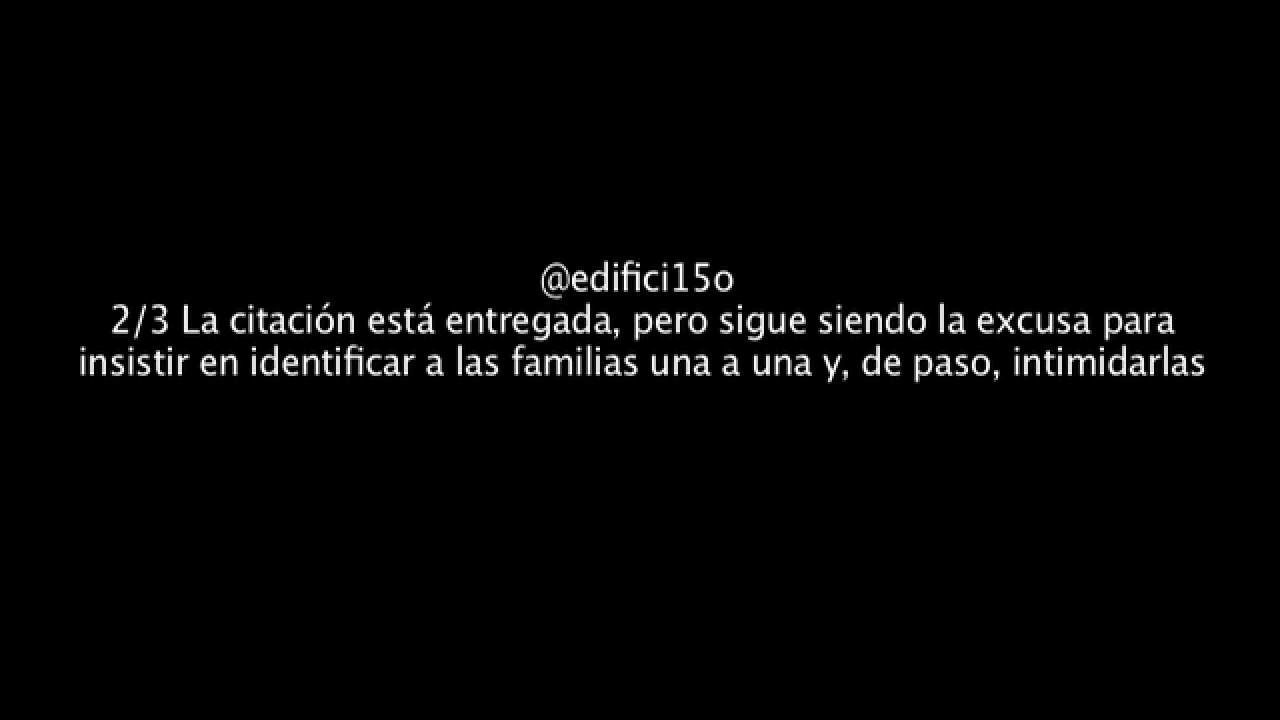 @edifici15o
2/3 La citación está entregada, pero sigue siendo la excusa para
insistir en identificar a las familias una a una y, de paso, intimidarlas